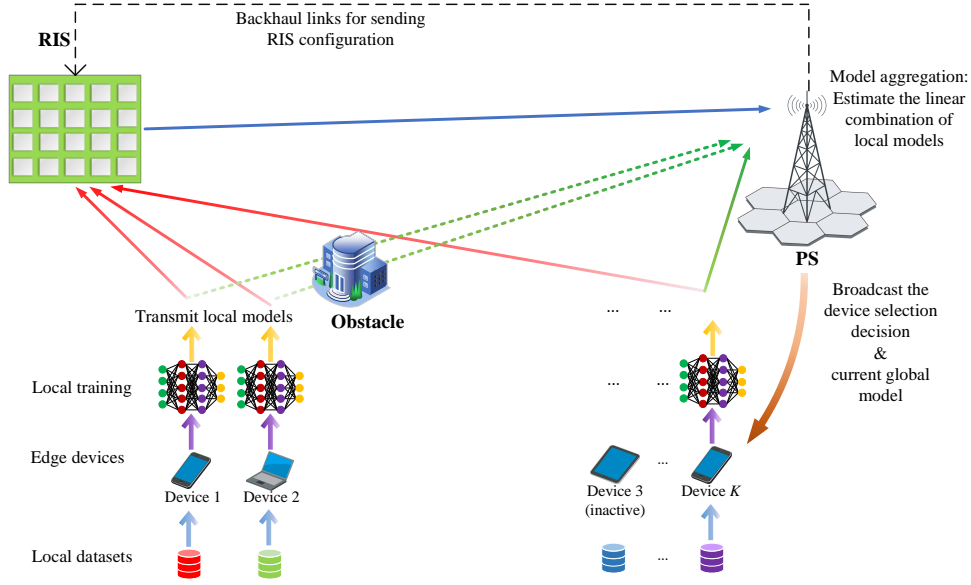 Backhaul links for sending
RIS configuration
RIS
Model aggregation:
Estimate the linear
combination of
local models
PS
Obstacle
Transmit local models
... ...
Broadcast the
device selection
decision
&
current global
model
Local training
... ...
Edge devices
...
Device 1
Device 2
Device 3
(inactive)
Device K
Local datasets
...